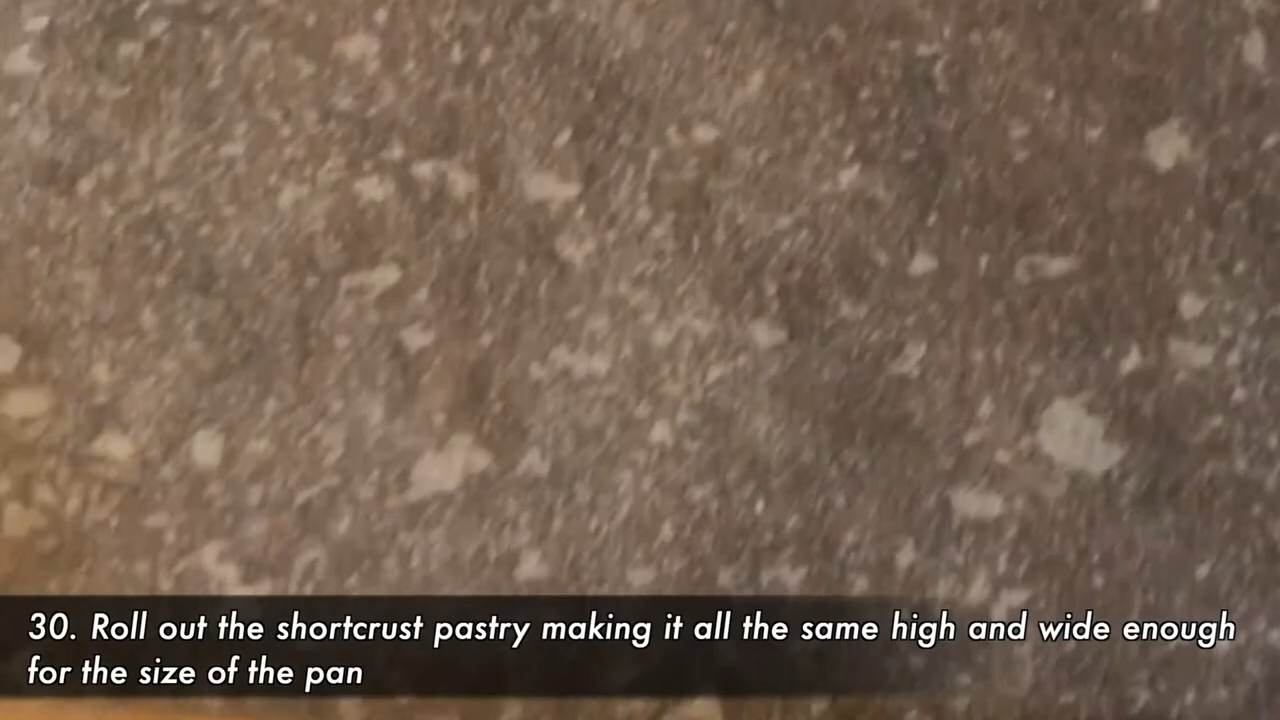 30. Roll out the shortcrust pastry making it all the same high and wide enough
for the size of the pan